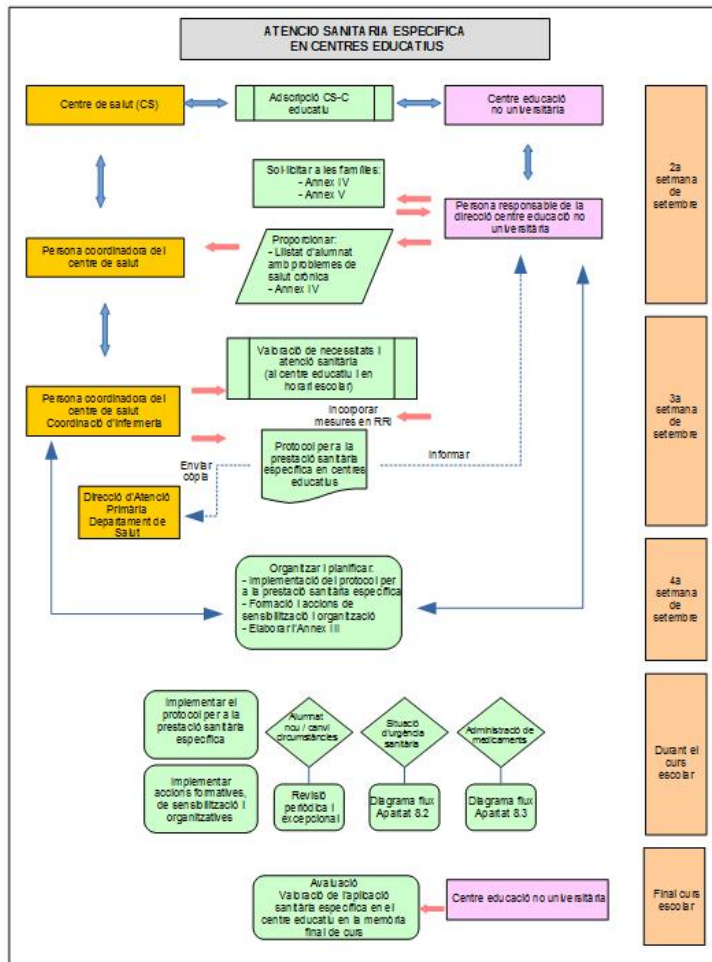 ATENCIO SANITARIA ESPECIFICA
EN CENTRES EDUCATIUS
Centre de salut (CS)
Adscripció CS-C
educatiu
Centre educació
no universitària
2a
setmana
de
setembre
Sol·licitar a les famílies:
- Annex IV
- Annex V
Persona responsable de la
direcció centre educació no
universitària
Persona coordinadora del
centre de salut
Proporcionar:
- Llistat d'alumnat
amb problemes de
salut crònica
- Annex IV
Valoració de necessitats i
atenció sanitària
(al centre educatiu i en
horari escolar)
3a
setmana
de
setembre
Persona coordinadora del
centre de salut
Coordinació d'Infermeria
Incorporar
mesures en RRI
Protocol per a la
prestació sanitària
específica en centres
educatius
Enviar
còpia
Informar
Direcció d'Atenció
Primària
Departament de
Salut
Organitzar i planificar:
- Implementació del protocol per
a la prestació sanitària específica
- Formació i accions de
sensibilització i organització
- Elaborar l'Annex III
4a
setmana
de
setembre
Implementar el
protocol per a la
prestació sanitària
específica
Alumnat
nou / canvi
circumstàncies
Situació
d'urgència
sanitària
Administració de
medicaments
Durant el
curs
escolar
Implementar
accions formatives,
de sensibilització i
organitzatives
Revisió
periòdica i
excepcional
Diagrama flux
Apartat 8.2
Diagrama flux
Apartat 8.3
Avaluació
Valoració de l'aplicació
sanitària específica en el
centre educatiu en la memòria
final de curs
Centre educació no universitària
Final curs
escolar